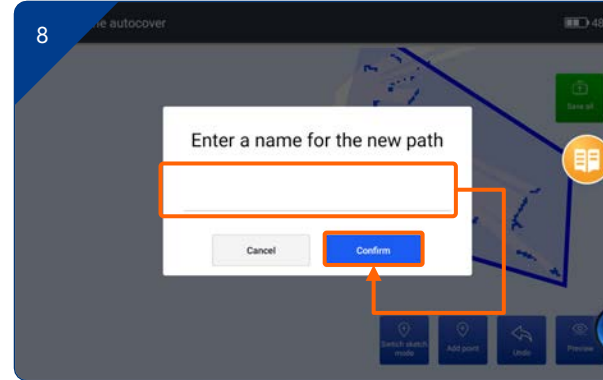 8
e autocover
48
Save all
Enter a name for the new path
Cancel
Confirm
Switch sketch
mode
Add point
Undo
Preview